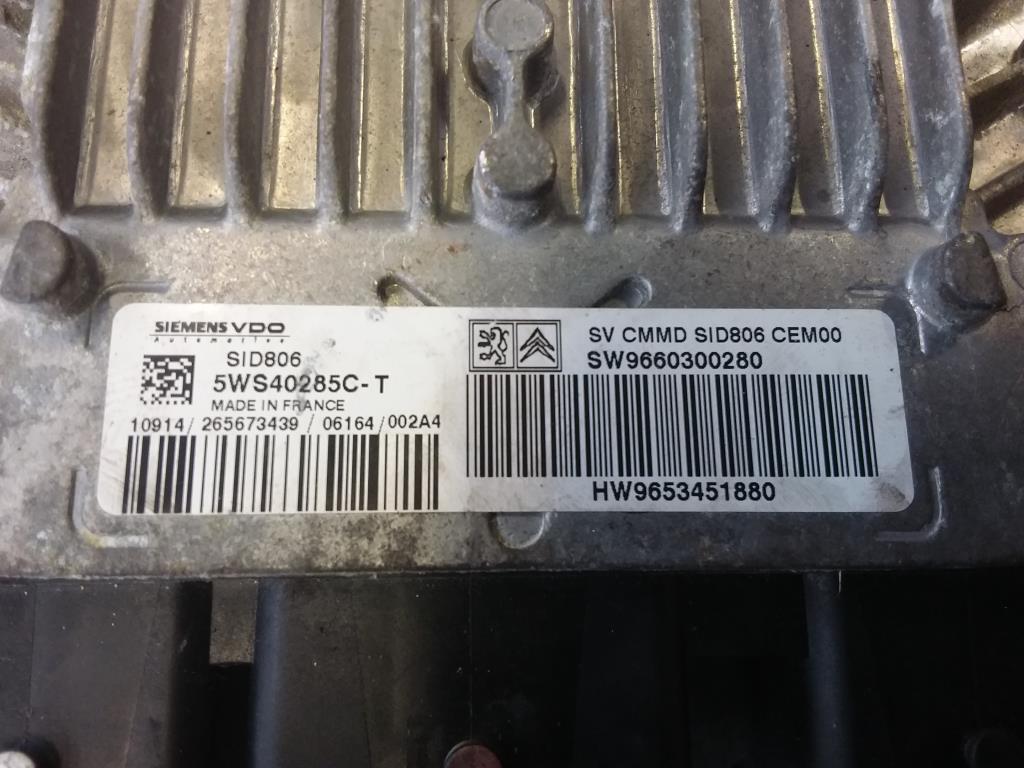 SIEMENS VDO
Automotive
SID806
5WS40285C-T
MADE IN FRANCE
10914/ 265673439 /06164/002A4
SV CMMD SID806 CEM00
SW9660300280
HW9653451880